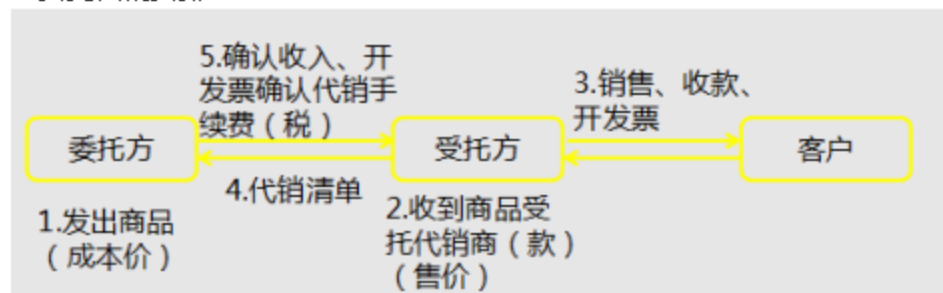 5.确认收入、开
发票确认代销手
续费（税）
3.销售、收款、
开发票
委托方
受托方
客户
4.代销清单
1.发出商品
（成本价）
2.收到商品受
托代销商（款）
（售价）